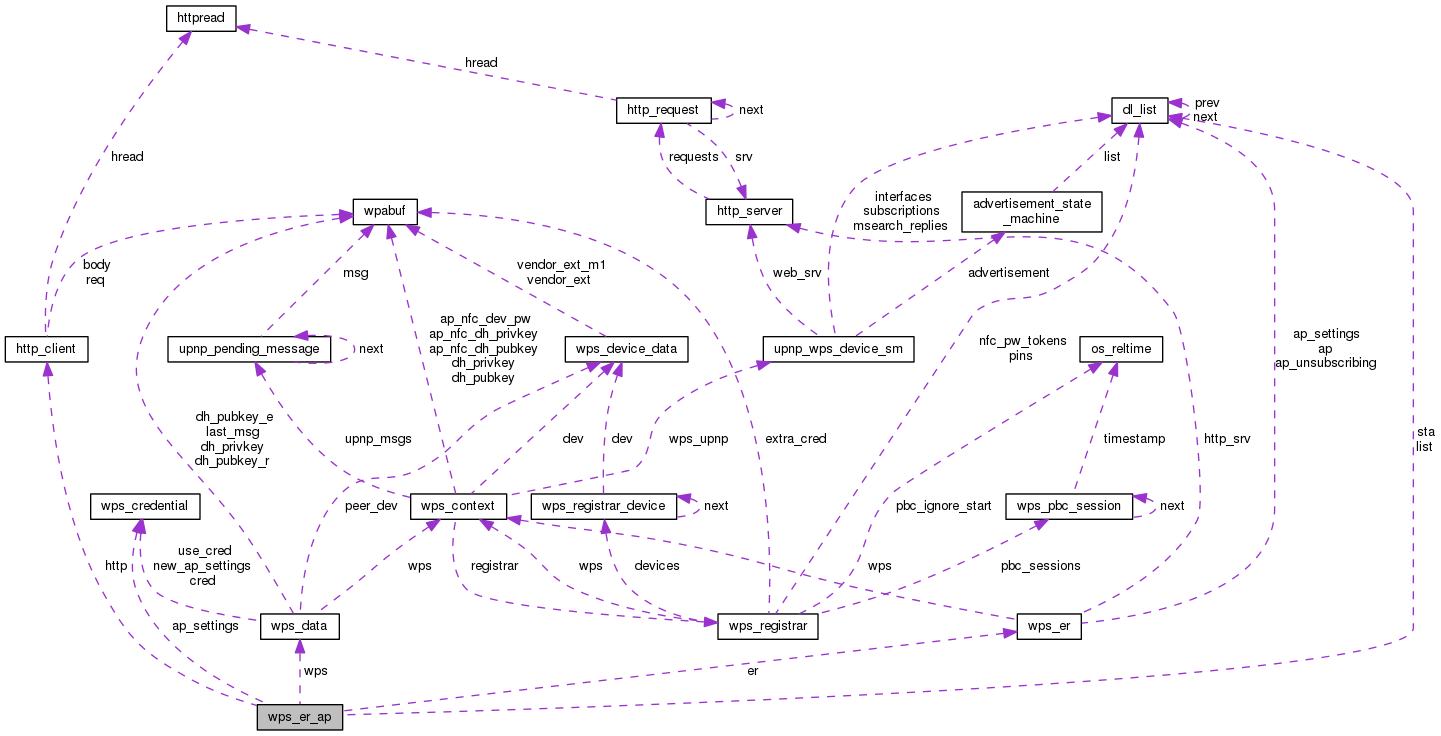 httpread
hread
http_request
next
dl_list
prev
next
hread
requests
srv
list
wpabuf
http_server
interfaces
subscriptions
msearch_replies
advertisement_state
_machine
body
req
msg
vendor_ext_m1
vendor_ext
web_srv
advertisement
http_client
upnp_pending_message
next
ap_nfc_dev_pw
ap_nfc_dh_privkey
ap_nfc_dh_pubkey
dh_privkey
dh_pubkey
wps_device_data
upnp_wps_device_sm
nfc_pw_tokens
pins
os_reltime
ap_settings
ap
ap_unsubscribing
dh_pubkey_e
last_msg
dh_privkey
dh_pubkey_r
upnp_msgs
dev
dev
wps_upnp
extra_cred
timestamp
http_srv
sta
list
wps_credential
peer_dev
wps_context
wps_registrar_device
next
pbc_ignore_start
wps_pbc_session
next
http
use_cred
new_ap_settings
cred
wps
registrar
wps
devices
wps
pbc_sessions
ap_settings
wps_data
wps_registrar
wps_er
wps
er
wps_er_ap